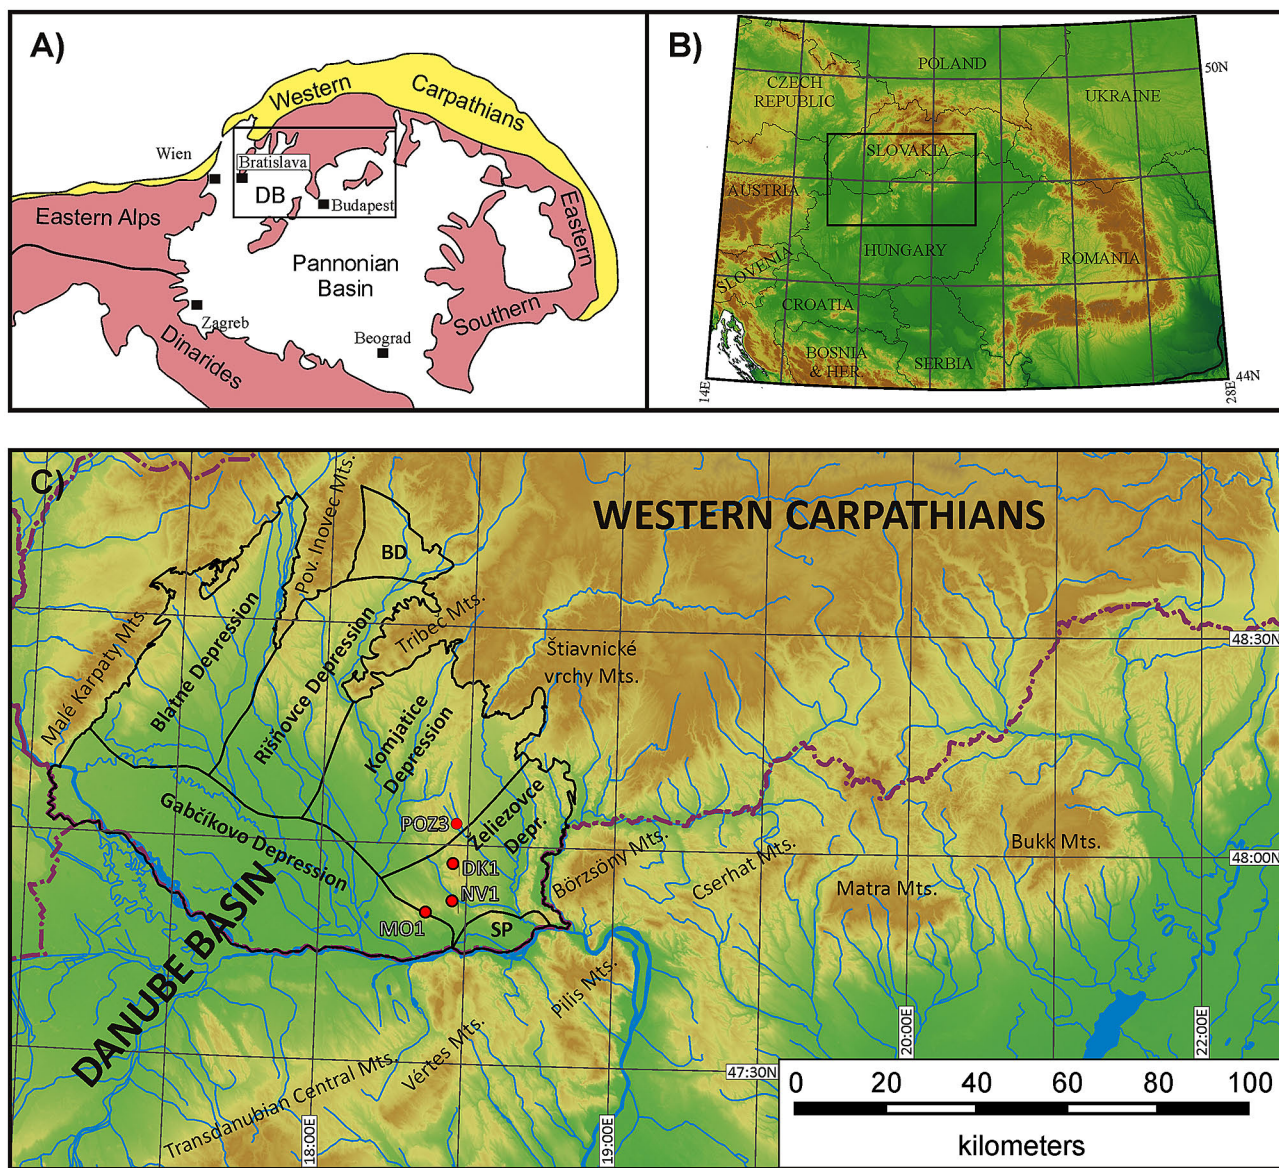 A)
Western
Carpathians
Wien
Bratislava
DB
Budapest
Eastern Alps
Eastern
Pannonian
Basin
Zagreb
Southern
Beograd
Dinarides
B)
50N
POLAND
CZECH
REPUBLIC
UKRAINE
SLOVAKIA
AUSTRIA
HUNGARY
ROMANIA
SLOVENIA
CROATIA
BOSNIA
& HER.
SERBIA
44N
14E
28E
C)
WESTERN CARPATHIANS
Pov. Inovec Mts.
BD
Malé Karpaty Mts.
Blatne Depression
Rišňovce Depression
Tribeč Mts.
Štiavnické
vrchy Mts.
48:30N
Komjatice
Depression
Gabčíkovo Depression
Želiezovce
Depr.
POZ3
DK1
NV1
MO1
SP
Börzsöny Mts.
Cserhat Mts.
Bukk Mts.
Matra Mts.
48:00N
DANUBE BASIN
Pilis Mts.
Vértes Mts.
Transdanubian Central Mts.
47:30N
18:00E
19:00E
20:00E
22:00E
0 20 40 60 80 100
kilometers